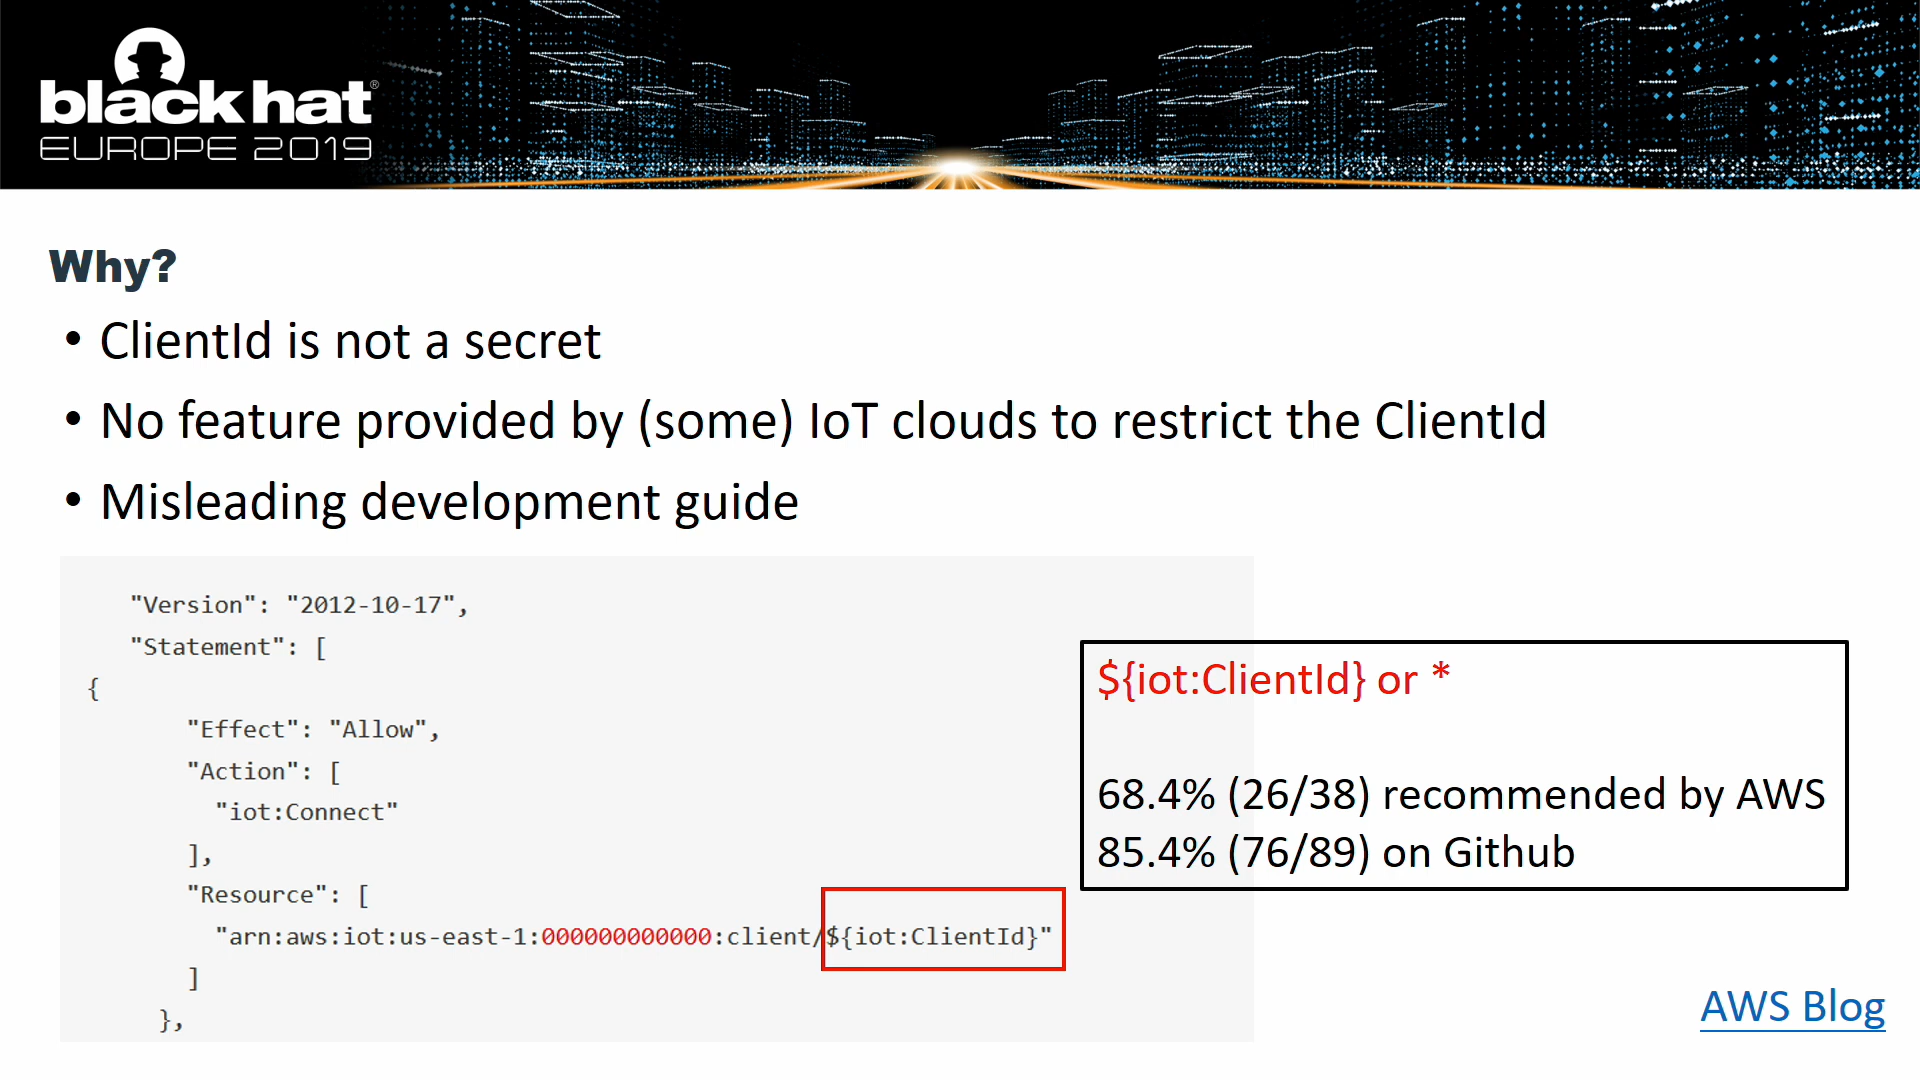 black hat®
EUROPE 2019
Why?
• ClientId is not a secret
• No feature provided by (some) IoT clouds to restrict the ClientId
• Misleading development guide
"Version": "2012-10-17",
"Statement": [
{
"Effect": "Allow",
"Action": [
"iot:Connect"
],
"Resource": [
"arn:aws:iot:us-east-1:000000000000:client/${iot:ClientId}"
]
},
${iot:ClientId} or *
68.4% (26/38) recommended by AWS
85.4% (76/89) on Github
AWS Blog